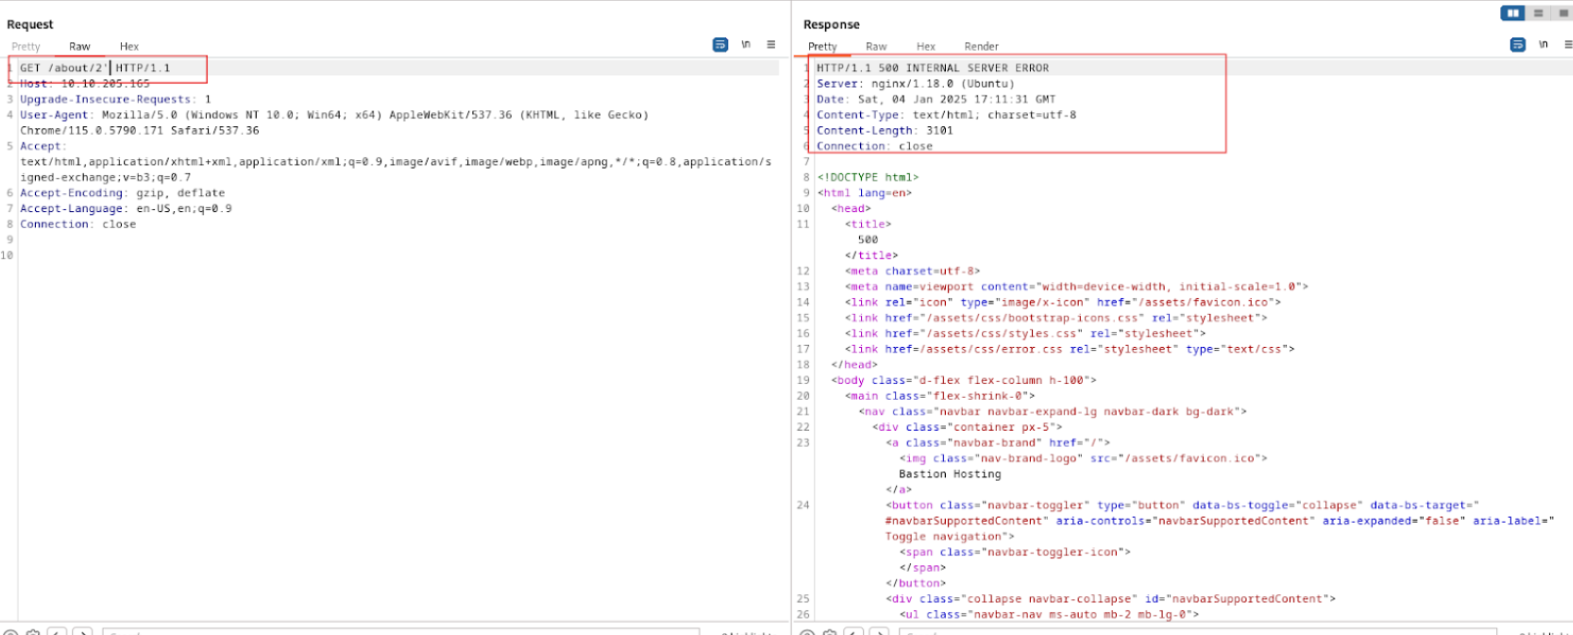 Request
Pretty Raw Hex
\n
1 GET /about/2' HTTP/1.1
2 Host: 10.10.205.165
3 Upgrade-Insecure-Requests: 1
4 User-Agent: Mozilla/5.0 (Windows NT 10.0; Win64; x64) AppleWebKit/537.36 (KHTML, like Gecko)
Chrome/115.0.5790.171 Safari/537.36
5 Accept:
text/html,application/xhtml+xml,application/xml;q=0.9,image/avif,image/webp,image/apng,*/*;q=0.8,application/s
igned-exchange;v=b3;q=0.7
6 Accept-Encoding: gzip, deflate
7 Accept-Language: en-US,en;q=0.9
8 Connection: close
9
10
Response
Pretty Raw Hex Render
\n
1 HTTP/1.1 500 INTERNAL SERVER ERROR
2 Server: nginx/1.18.0 (Ubuntu)
3 Date: Sat, 04 Jan 2025 17:11:31 GMT
4 Content-Type: text/html; charset=utf-8
5 Content-Length: 3101
6 Connection: close
7
8 <!DOCTYPE html>
9 <html lang=en>
10 <head>
11 <title>
500
</title>
12 <meta charset=utf-8>
13 <meta name=viewport content="width=device-width, initial-scale=1.0">
14 <link rel="icon" type="image/x-icon" href="/assets/favicon.ico">
15 <link href="/assets/css/bootstrap-icons.css" rel="stylesheet">
16 <link href="/assets/css/styles.css" rel="stylesheet">
17 <link href=/assets/css/error.css rel="stylesheet" type="text/css">
18 </head>
19 <body class="d-flex flex-column h-100">
20 <main class="flex-shrink-0">
21 <nav class="navbar navbar-expand-lg navbar-dark bg-dark">
22 <div class="container px-5">
23 <a class="navbar-brand" href="/">
<img class="nav-brand-logo" src="/assets/favicon.ico">
Bastion Hosting
</a>
24 <button class="navbar-toggler" type="button" data-bs-toggle="collapse" data-bs-target="
#navbarSupportedContent" aria-controls="navbarSupportedContent" aria-expanded="false" aria-label="
Toggle navigation">
<span class="navbar-toggler-icon">
</span>
</button>
25 <div class="collapse navbar-collapse" id="navbarSupportedContent">
26 <ul class="navbar-nav ms-auto mb-2 mb-lg-0">